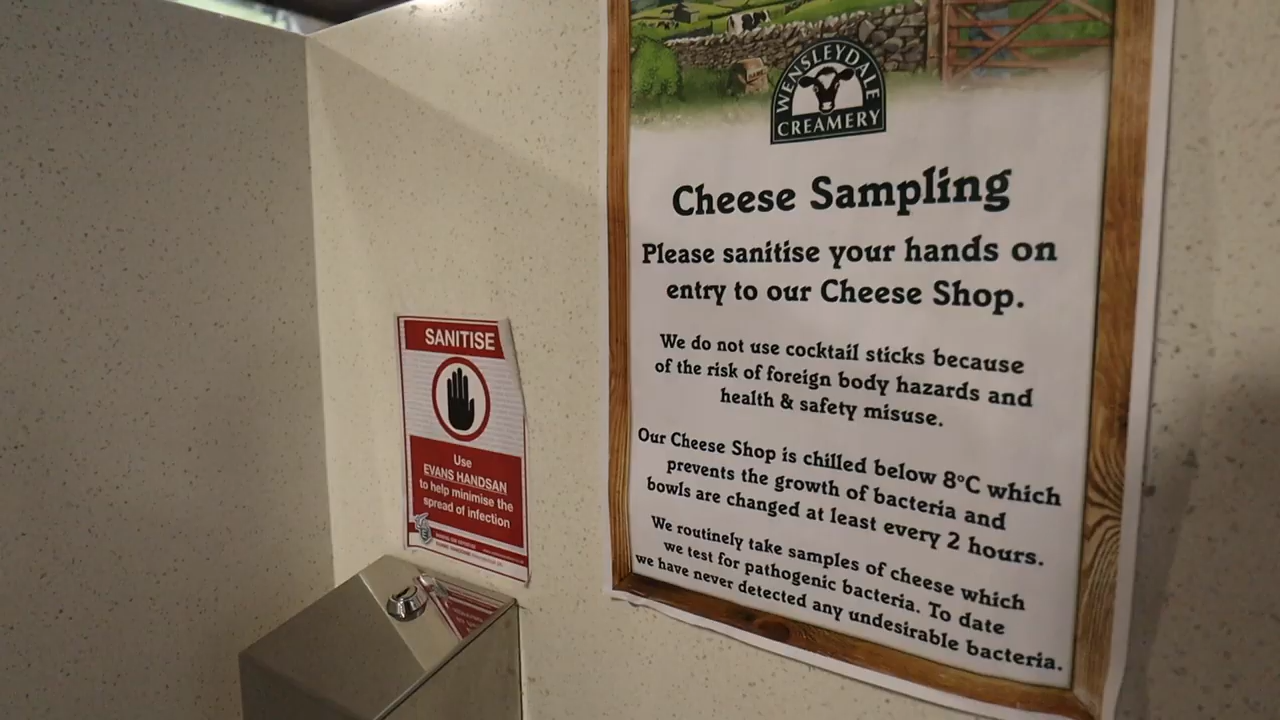 WENSLEYDALE
CREAMERY
Cheese Sampling
Please sanitise your hands on
entry to our Cheese Shop.
We do not use cocktail sticks because
of the risk of foreign body hazards and
health & safety misuse.
Our Cheese Shop is chilled below 8°C which
prevents the growth of bacteria and
bowls are changed at least every 2 hours.
We routinely take samples of cheese which
we test for pathogenic bacteria. To date
we have never detected any undesirable bacteria.
SANITISE
Use
EVANS HANDSAN
to help minimise the
spread of infection